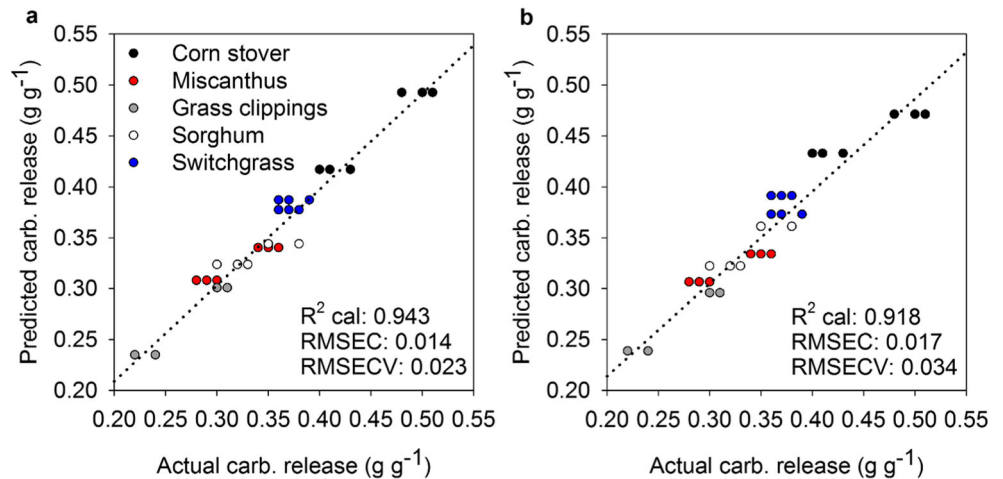 a
Predicted carb. release (g g⁻¹)
0.55
0.50
0.45
0.40
0.35
0.30
0.25
0.20
Corn stover
Miscanthus
Grass clippings
Sorghum
Switchgrass
R² cal: 0.943
RMSEC: 0.014
RMSECV: 0.023
0.20 0.25 0.30 0.35 0.40 0.45 0.50 0.55
Actual carb. release (g g⁻¹)
b
Predicted carb. release (g g⁻¹)
0.55
0.50
0.45
0.40
0.35
0.30
0.25
0.20
R² cal: 0.918
RMSEC: 0.017
RMSECV: 0.034
0.20 0.25 0.30 0.35 0.40 0.45 0.50 0.55
Actual carb. release (g g⁻¹)